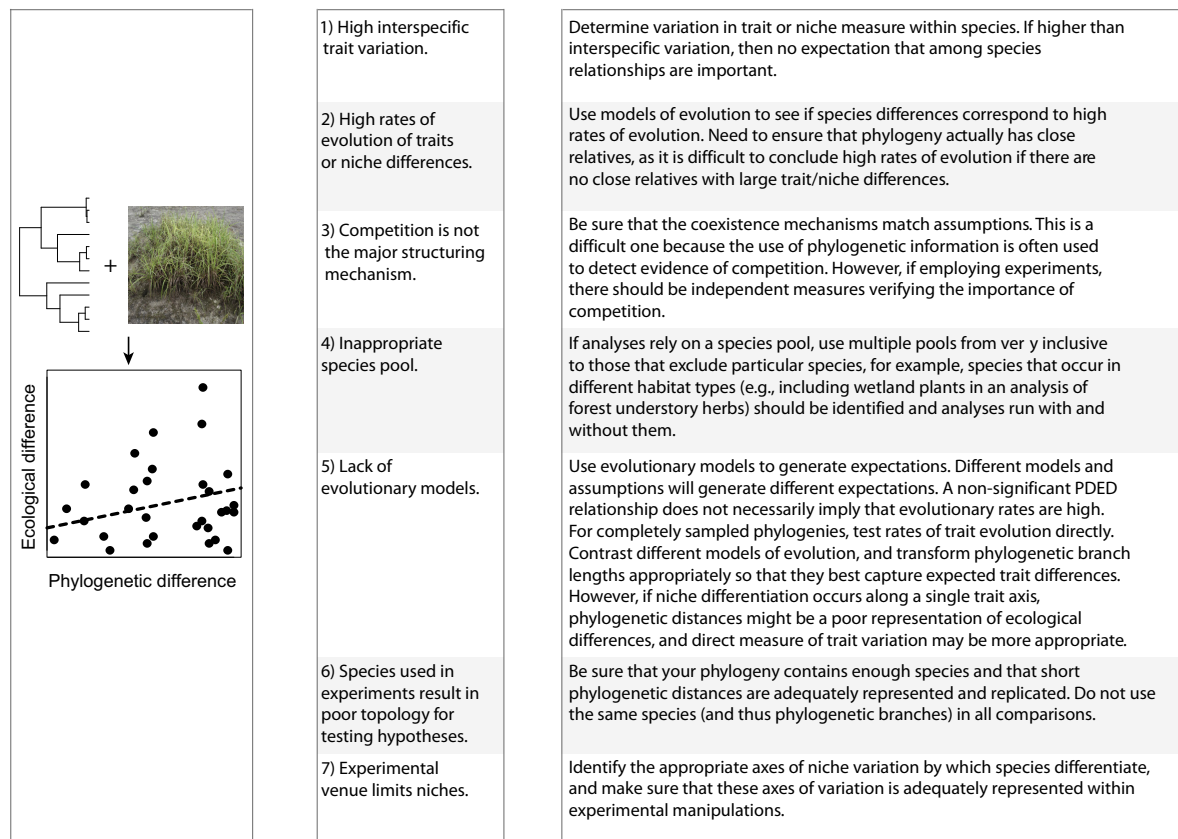 +
Ecological difference
Phylogenetic difference
1) High interspecific
trait variation.
Determine variation in trait or niche measure within species. If higher than
interspecific variation, then no expectation that among species
relationships are important.
2) High rates of
evolution of traits
or niche differences.
Use models of evolution to see if species differences correspond to high
rates of evolution. Need to ensure that phylogeny actually has close
relatives, as it is difficult to conclude high rates of evolution if there are
no close relatives with large trait/niche differences.
3) Competition is not
the major structuring
mechanism.
Be sure that the coexistence mechanisms match assumptions. This is a
difficult one because the use of phylogenetic information is often used
to detect evidence of competition. However, if employing experiments,
there should be independent measures verifying the importance of
competition.
4) Inappropriate
species pool.
If analyses rely on a species pool, use multiple pools from ver y inclusive
to those that exclude particular species, for example, species that occur in
different habitat types (e.g., including wetland plants in an analysis of
forest understory herbs) should be identified and analyses run with and
without them.
5) Lack of
evolutionary models.
Use evolutionary models to generate expectations. Different models and
assumptions will generate different expectations. A non-significant PDED
relationship does not necessarily imply that evolutionary rates are high.
For completely sampled phylogenies, test rates of trait evolution directly.
Contrast different models of evolution, and transform phylogenetic branch
lengths appropriately so that they best capture expected trait differences.
However, if niche differentiation occurs along a single trait axis,
phylogenetic distances might be a poor representation of ecological
differences, and direct measure of trait variation may be more appropriate.
6) Species used in
experiments result in
poor topology for
testing hypotheses.
Be sure that your phylogeny contains enough species and that short
phylogenetic distances are adequately represented and replicated. Do not use
the same species (and thus phylogenetic branches) in all comparisons.
7) Experimental
venue limits niches.
Identify the appropriate axes of niche variation by which species differentiate,
and make sure that these axes of variation is adequately represented within
experimental manipulations.